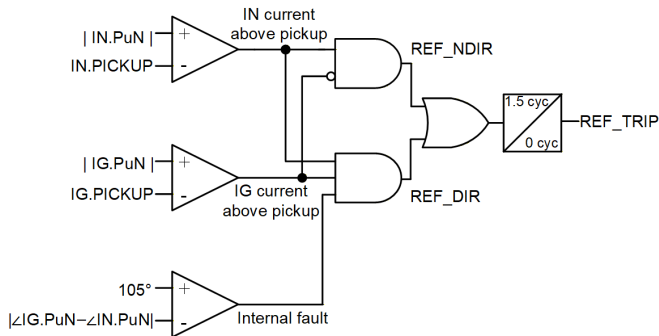 IN current
above pickup
| IN.PuN |
+
IN.PICKUP
-
REF_NDIR
1.5 cyc
0 cyc
REF_TRIP
| IG.PuN |
+
IG.PICKUP
-
IG current
above pickup
REF_DIR
105°
+
|∠IG.PuN−∠IN.PuN|
-
Internal fault